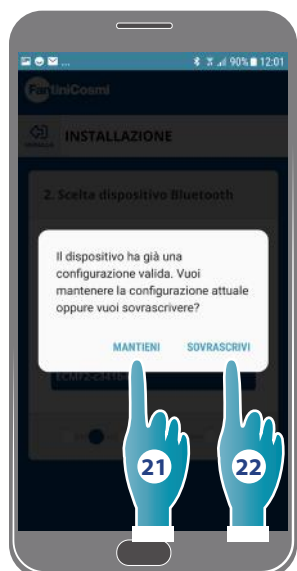 ... 90% 12:01
FantiniCosmi
INSTALLAZIONE
2. Scelta dispositivo Bluetooth
Il dispositivo ha già una
configurazione valida. Vuoi
mantenere la configurazione attuale
oppure vuoi sovrascrivere?
MANTIENI SOVRASCRIVI
21 22